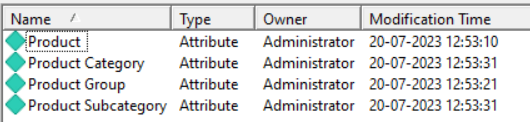 Name / Type Owner Modification Time
Product Attribute Administrator 20-07-2023 12:53:10
Product Category Attribute Administrator 20-07-2023 12:53:31
Product Group Attribute Administrator 20-07-2023 12:53:21
Product Subcategory Attribute Administrator 20-07-2023 12:53:31